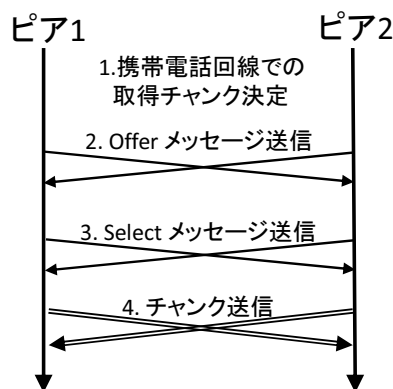 ピア1
ピア2
1.携帯電話回線での
取得チャンク決定
2. Offer メッセージ送信
3. Select メッセージ送信
4. チャンク送信